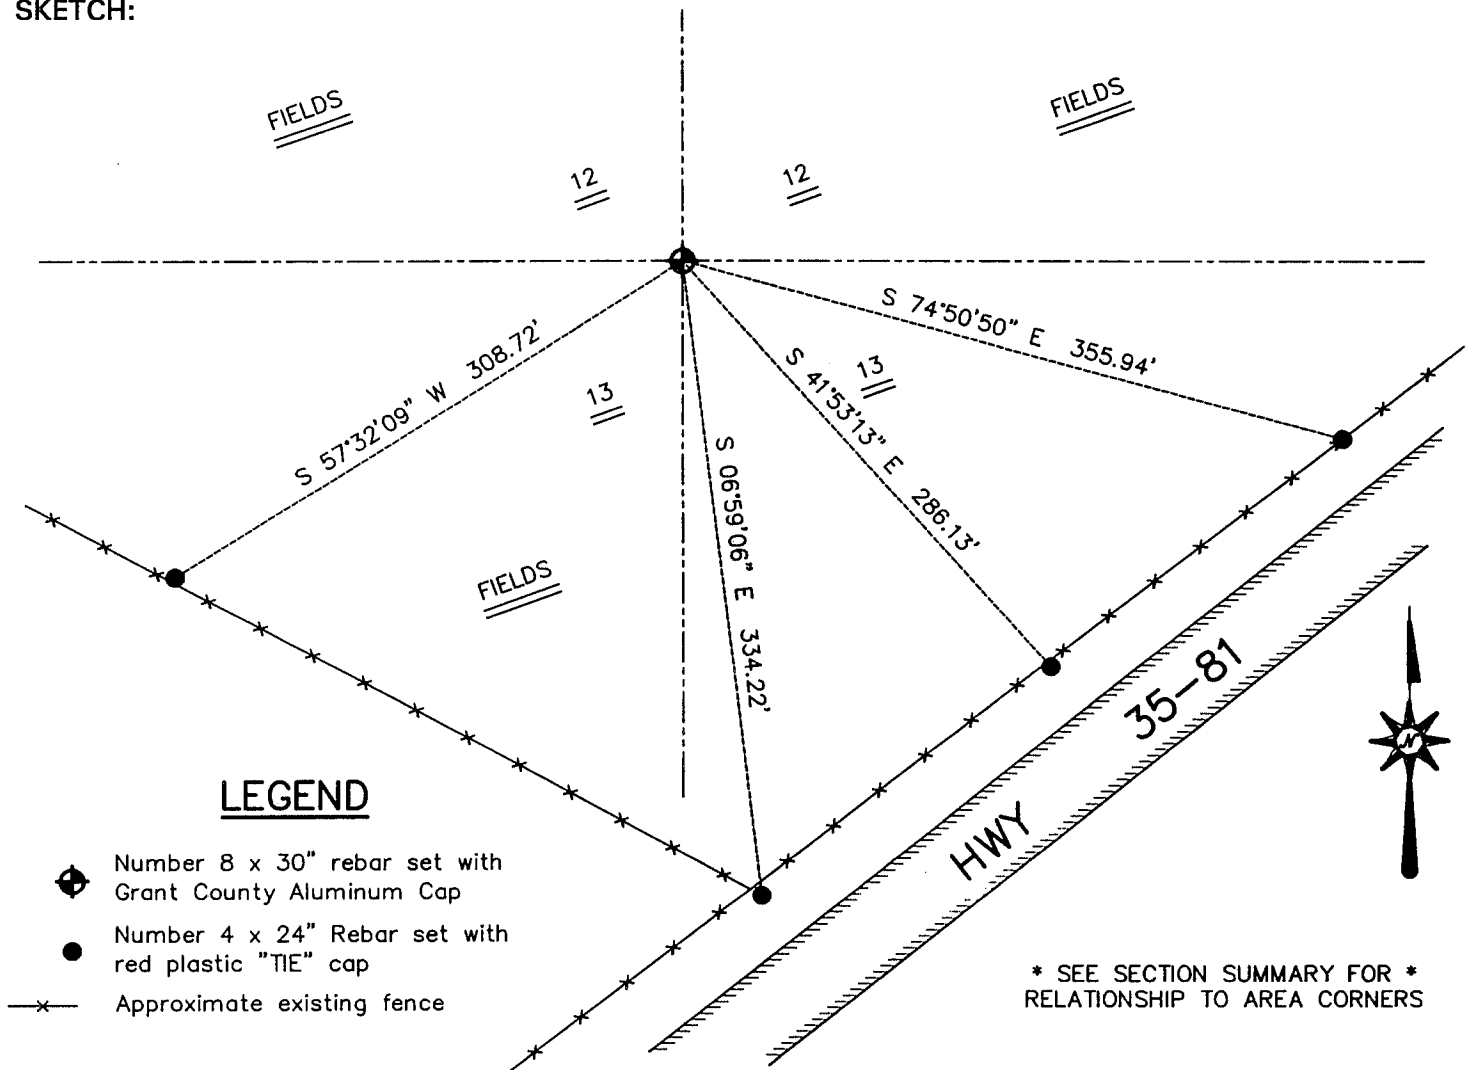 SKETCH:
FIELDS
FIELDS
12
12
S 74°50'50" E 355.94'
S 57°32'09" W 308.72'
S 41°53'13" E 286.13'
13
13
S 06°59'06" E 334.22'
FIELDS
HWY 35-81
N
LEGEND
Number 8 x 30" rebar set with
Grant County Aluminum Cap
Number 4 x 24" Rebar set with
red plastic "TIE" cap
Approximate existing fence
* SEE SECTION SUMMARY FOR *
RELATIONSHIP TO AREA CORNERS